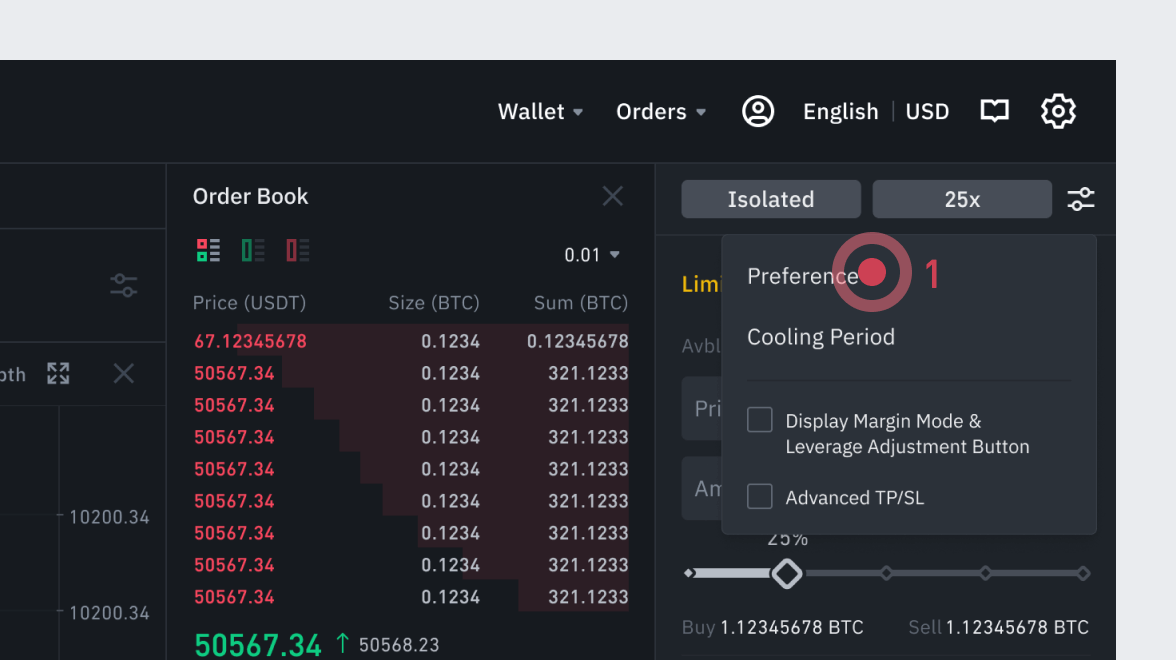 Wallet Orders English USD
Order Book
Isolated 25x
0.01
Price (USDT) Size (BTC) Sum (BTC)
67.12345678 0.1234 0.12345678
50567.34 0.1234 321.1233
50567.34 0.1234 321.1233
50567.34 0.1234 321.1233
50567.34 0.1234 321.1233
50567.34 0.1234 321.1233
50567.34 0.1234 321.1233
50567.34 0.1234 321.1233
50567.34 0.1234 321.1233
50567.34 ↑ 50568.23
pth
10200.34
10200.34
Limi
Preference 1
Cooling Period
Avbl
Pri
Display Margin Mode &
Leverage Adjustment Button
Am
Advanced TP/SL
25%
Buy 1.12345678 BTC Sell 1.12345678 BTC